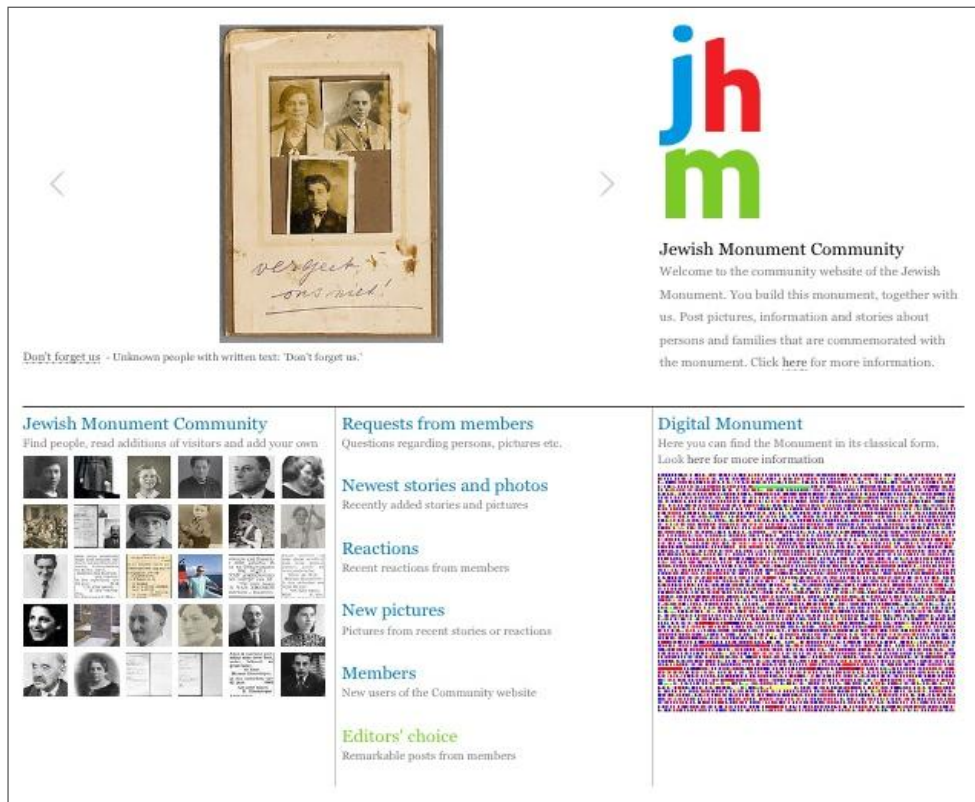 jh
m
vergeet
ons niet!
Don't forget us - Unknown people with written text: 'Don't forget us.'
Jewish Monument Community
Welcome to the community website of the Jewish
Monument. You build this monument, together with
us. Post pictures, information and stories about
persons and families that are commemorated with
the monument. Click here for more information.
Jewish Monument Community
Find people, read additions of visitors and add your own
Requests from members
Questions regarding persons, pictures etc.
Newest stories and photos
Recently added stories and pictures
Reactions
Recent reactions from members
New pictures
Pictures from recent stories or reactions
Members
New users of the Community website
Editors' choice
Remarkable posts from members
Digital Monument
Here you can find the Monument in its classical form.
Look here for more information